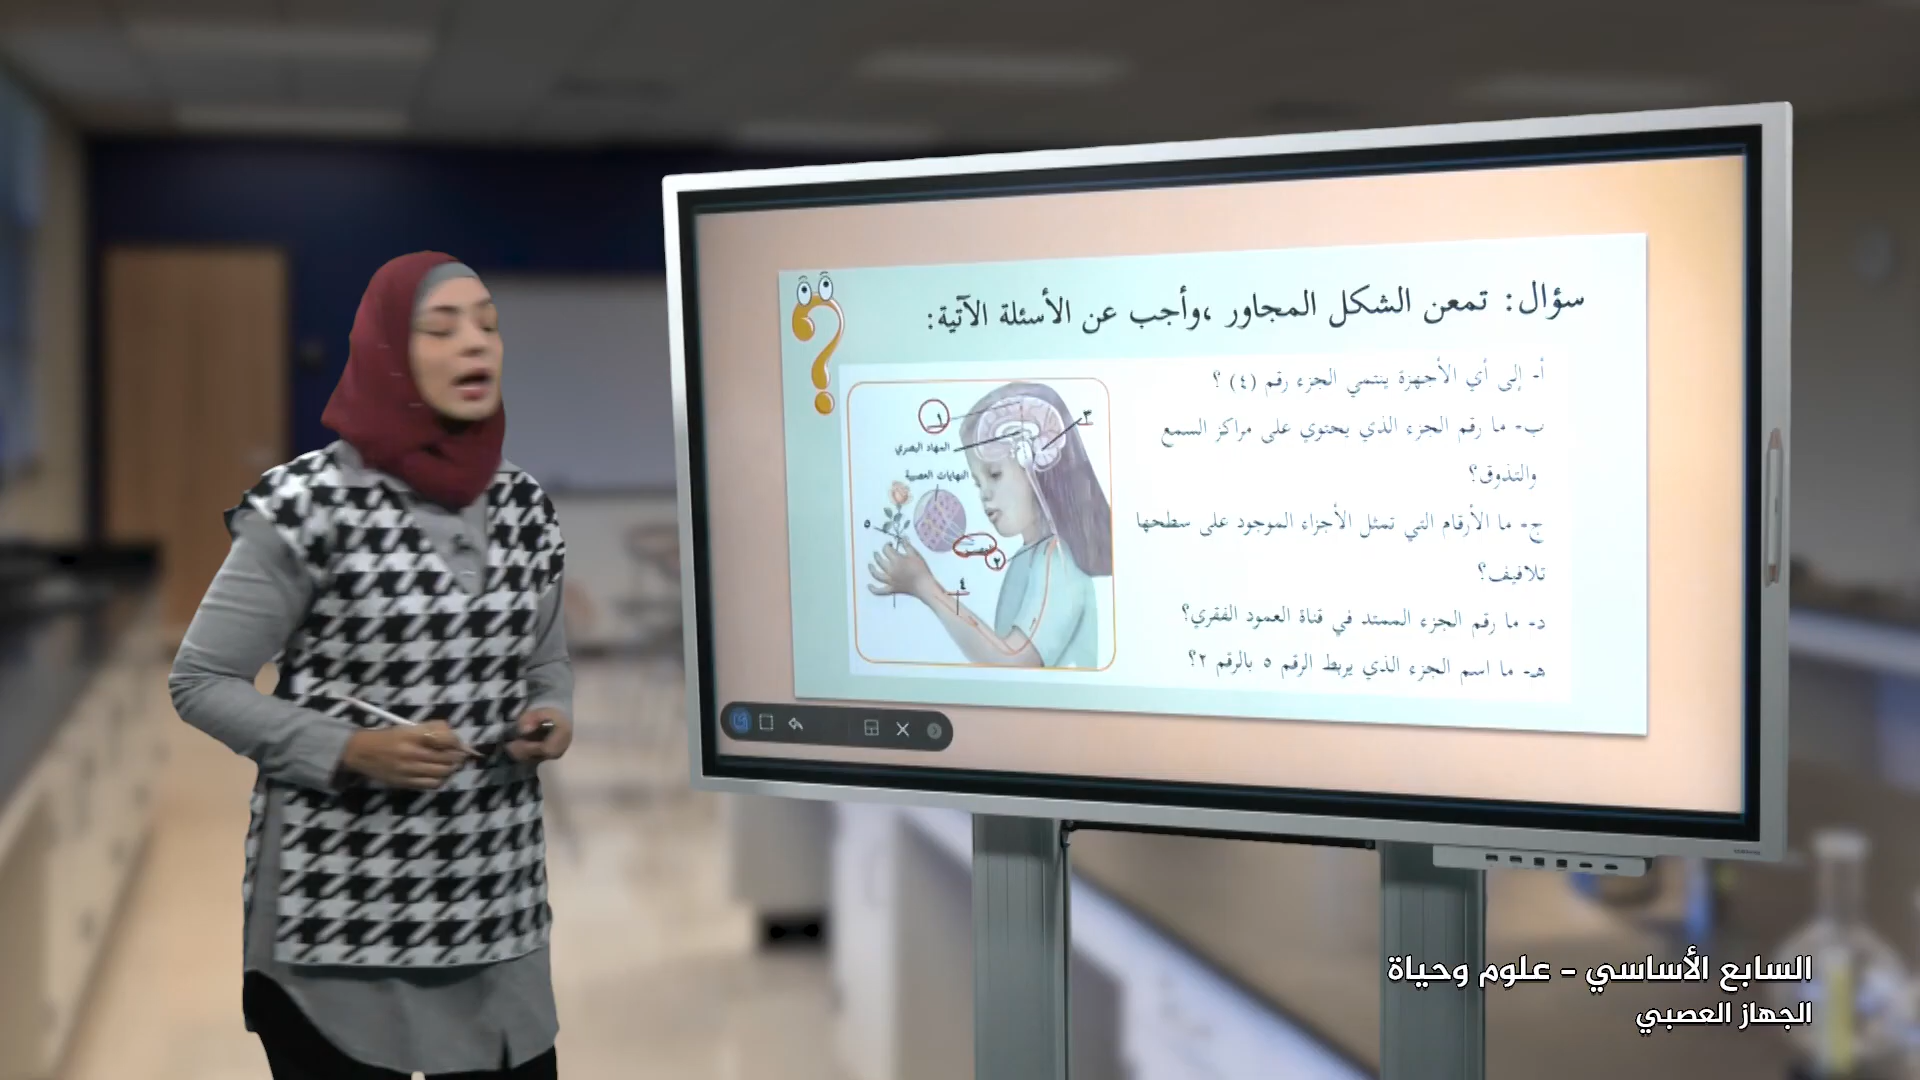 سؤال: تمعن الشكل المجاور ،وأجب عن الأسئلة الآتية:
أ- إلى أي الأجهزة ينتمي الجزء رقم (٤) ؟
ب- ما رقم الجزء الذي يحتوي على مراكز السمع
والتذوق؟
ج- ما الأرقام التي تمثل الأجزاء الموجود على سطحها
تلافيف؟
د- ما رقم الجزء الممتد في قناة العمود الفقري؟
هـ- ما اسم الجزء الذي يربط الرقم ٥ بالرقم ٢؟
١
٣
المهاد البصري
النهايات العصبية
٥
٢
٤
السابع الأساسي - علوم وحياة
الجهاز العصبي